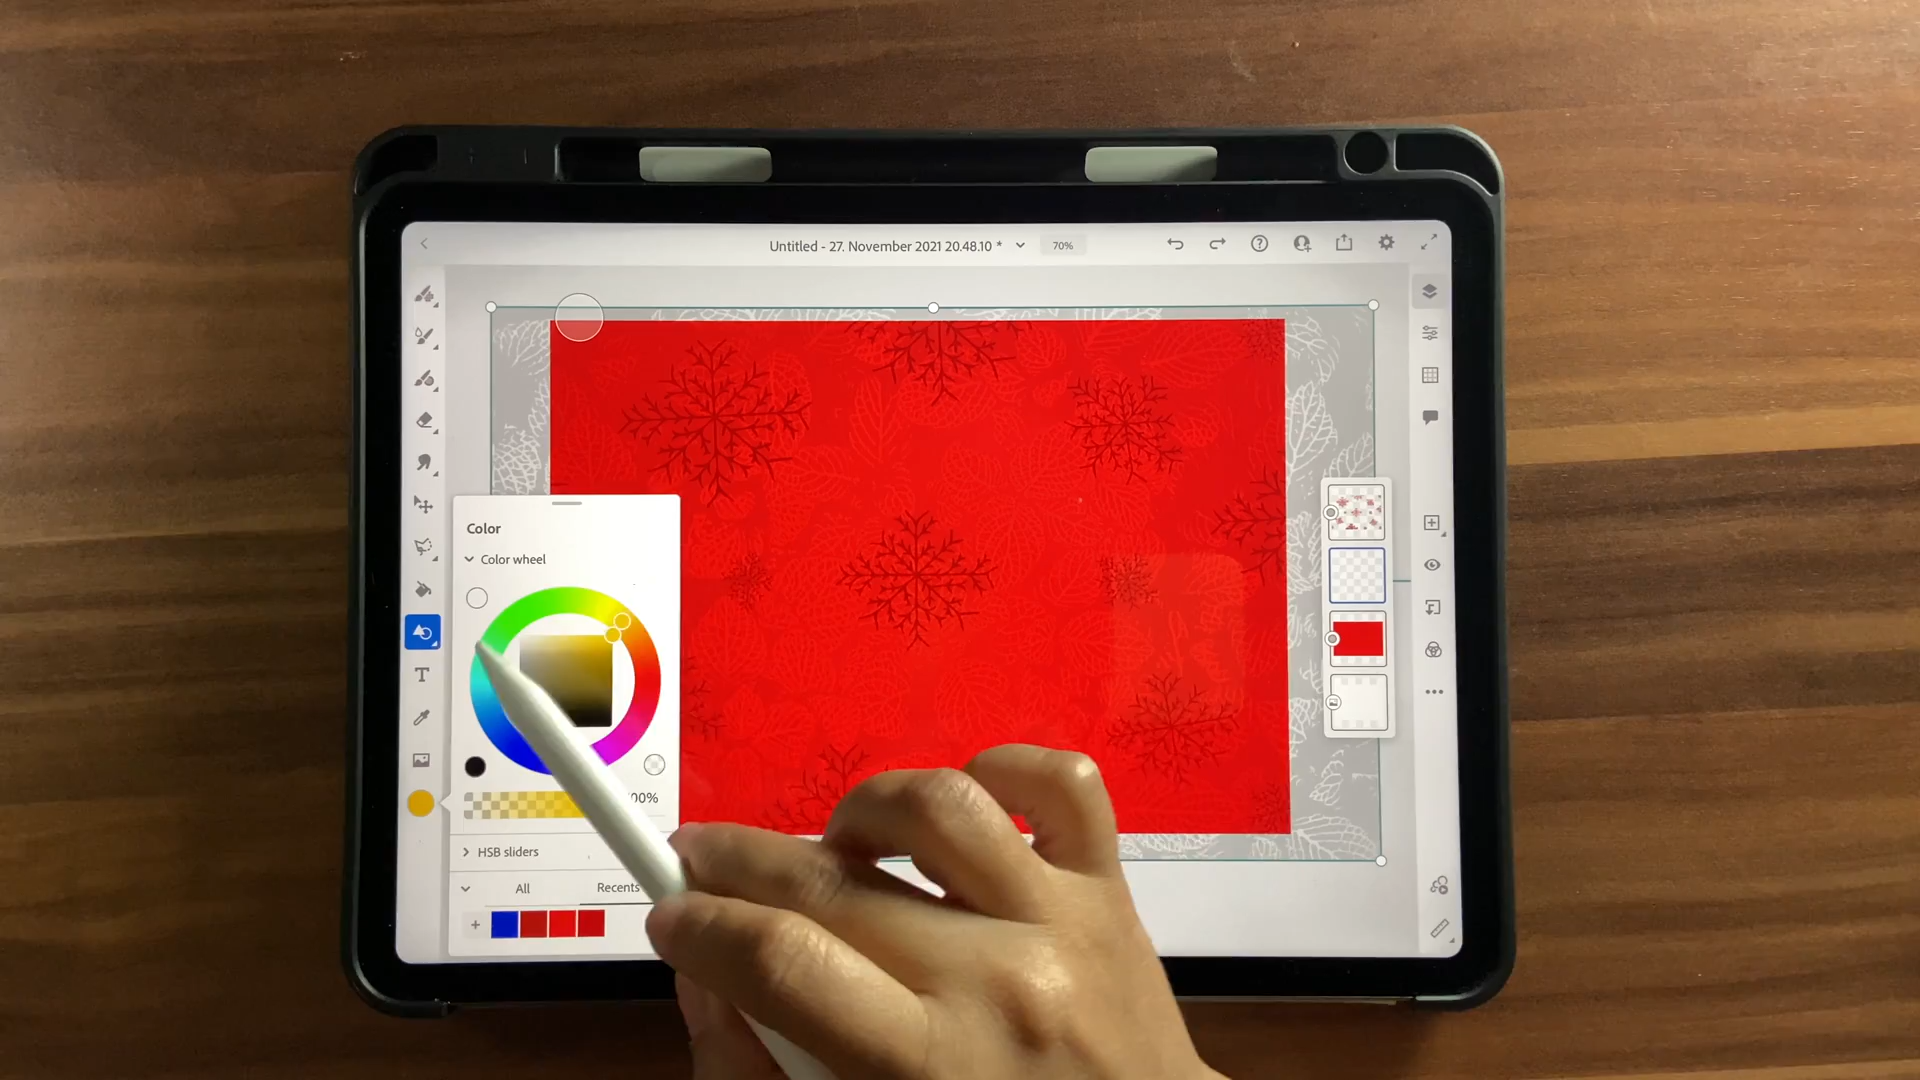 Untitled - 27. November 2021 20.48.10 *
70%
T
Color
Color wheel
00%
HSB sliders
All
Recents